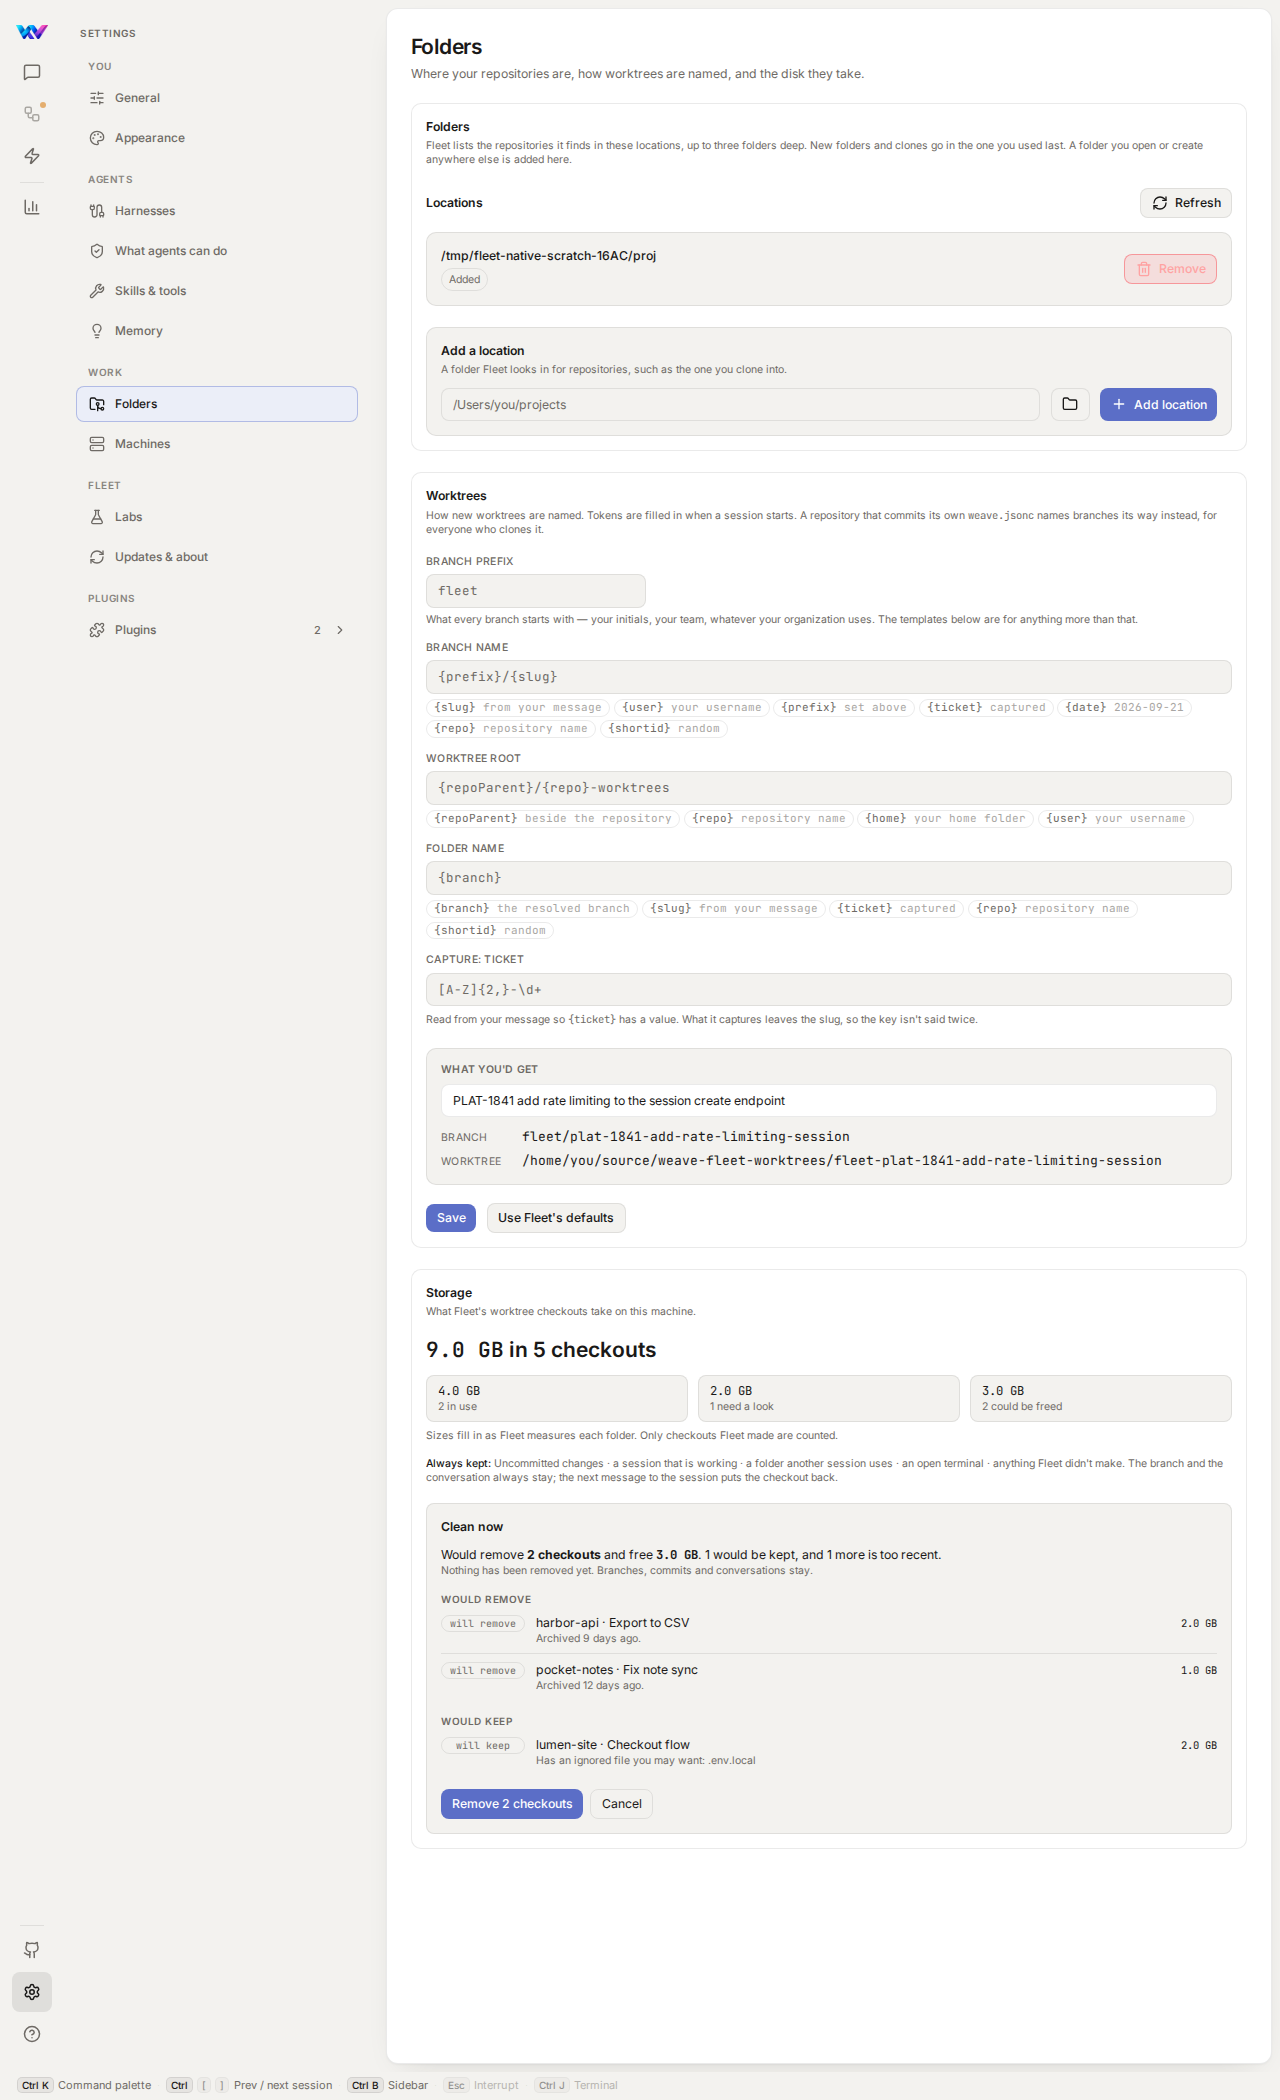 SETTINGS
YOU
General
Appearance
AGENTS
Harnesses
What agents can do
Skills & tools
Memory
WORK
Folders
Machines
FLEET
Labs
Updates & about
PLUGINS
Plugins 2
Folders
Where your repositories are, how worktrees are named, and the disk they take.
Folders
Fleet lists the repositories it finds in these locations, up to three folders deep. New folders and clones go in the one you used last. A folder you open or create
anywhere else is added here.
Locations
Refresh
/tmp/fleet-native-scratch-16AC/proj
Added
Remove
Add a location
A folder Fleet looks in for repositories, such as the one you clone into.
/Users/you/projects
Add location
Worktrees
How new worktrees are named. Tokens are filled in when a session starts. A repository that commits its own weave.jsonc names branches its way instead, for
everyone who clones it.
BRANCH PREFIX
fleet
What every branch starts with — your initials, your team, whatever your organization uses. The templates below are for anything more than that.
BRANCH NAME
{prefix}/{slug}
{slug} from your message {user} your username {prefix} set above {ticket} captured {date} 2026-09-21
{repo} repository name {shortid} random
WORKTREE ROOT
{repoParent}/{repo}-worktrees
{repoParent} beside the repository {repo} repository name {home} your home folder {user} your username
FOLDER NAME
{branch}
{branch} the resolved branch {slug} from your message {ticket} captured {repo} repository name
{shortid} random
CAPTURE: TICKET
[A-Z]{2,}-\d+
Read from your message so {ticket} has a value. What it captures leaves the slug, so the key isn't said twice.
WHAT YOU'D GET
PLAT-1841 add rate limiting to the session create endpoint
BRANCH fleet/plat-1841-add-rate-limiting-session
WORKTREE /home/you/source/weave-fleet-worktrees/fleet-plat-1841-add-rate-limiting-session
Save
Use Fleet's defaults
Storage
What Fleet's worktree checkouts take on this machine.
9.0 GB in 5 checkouts
4.0 GB
2 in use
2.0 GB
1 need a look
3.0 GB
2 could be freed
Sizes fill in as Fleet measures each folder. Only checkouts Fleet made are counted.
Always kept: Uncommitted changes · a session that is working · a folder another session uses · an open terminal · anything Fleet didn't make. The branch and the
conversation always stay; the next message to the session puts the checkout back.
Clean now
Would remove 2 checkouts and free 3.0 GB. 1 would be kept, and 1 more is too recent.
Nothing has been removed yet. Branches, commits and conversations stay.
WOULD REMOVE
will remove harbor-api · Export to CSV 2.0 GB
Archived 9 days ago.
will remove pocket-notes · Fix note sync 1.0 GB
Archived 12 days ago.
WOULD KEEP
will keep lumen-site · Checkout flow 2.0 GB
Has an ignored file you may want: .env.local
Remove 2 checkouts
Cancel
Ctrl K Command palette Ctrl [ ] Prev / next session Ctrl B Sidebar Esc Interrupt Ctrl J Terminal